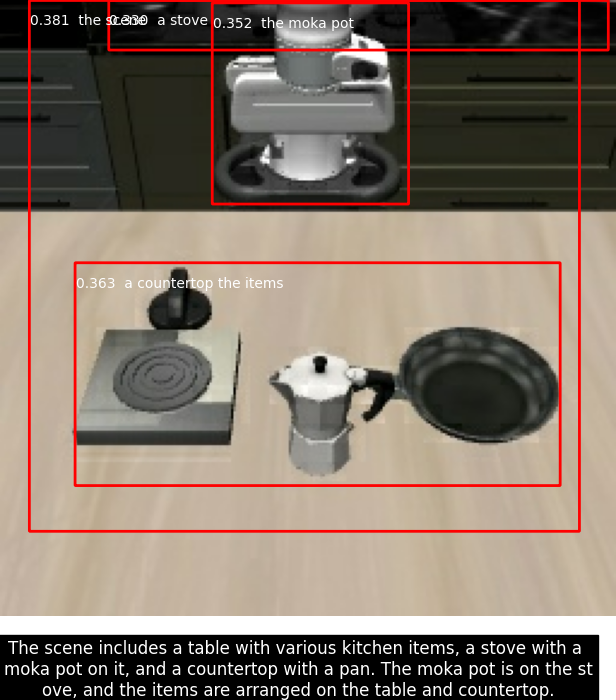 0.381 the scene
0.330 a stove
0.352 the moka pot
0.363 a countertop the items
The scene includes a table with various kitchen items, a stove with a
moka pot on it, and a countertop with a pan. The moka pot is on the st
ove, and the items are arranged on the table and countertop.